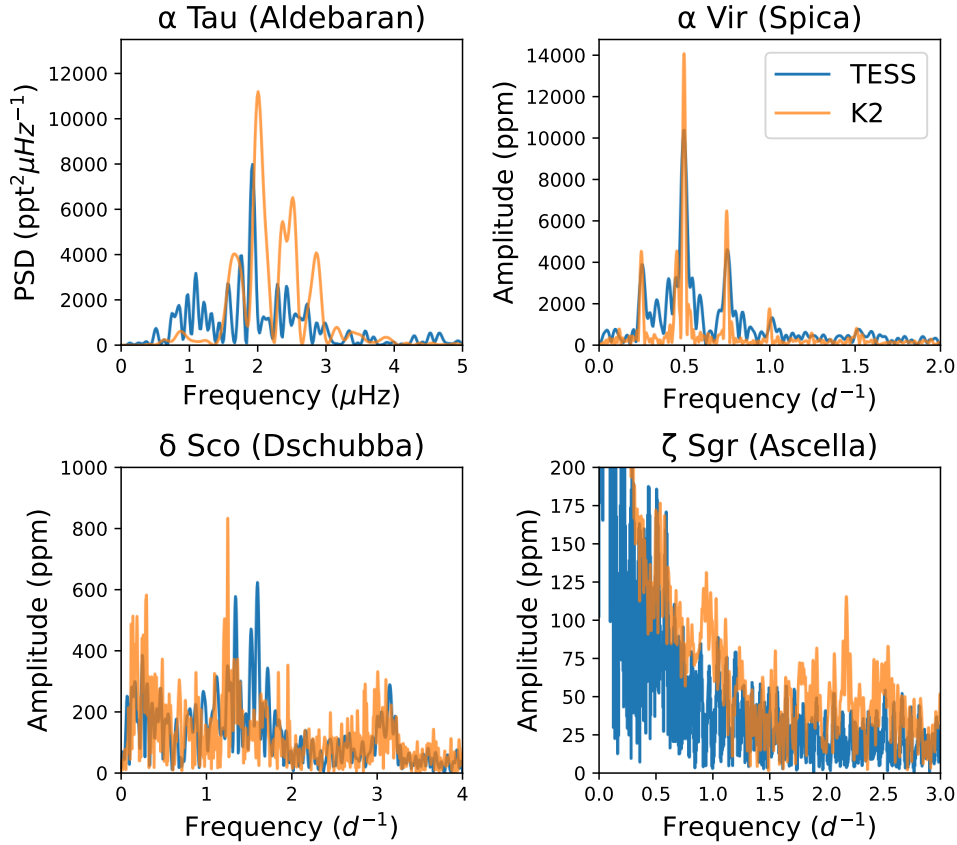 α Tau (Aldebaran)
PSD (ppt²μHz⁻¹)
12000
10000
8000
6000
4000
2000
0
0 1 2 3 4 5
Frequency (μHz)
α Vir (Spica)
Amplitude (ppm)
14000
12000
10000
8000
6000
4000
2000
0
TESS
K2
0.0 0.5 1.0 1.5 2.0
Frequency (d⁻¹)
δ Sco (Dschubba)
Amplitude (ppm)
1000
800
600
400
200
0
0 1 2 3 4
Frequency (d⁻¹)
ζ Sgr (Ascella)
Amplitude (ppm)
200
175
150
125
100
75
50
25
0
0.0 0.5 1.0 1.5 2.0 2.5 3.0
Frequency (d⁻¹)